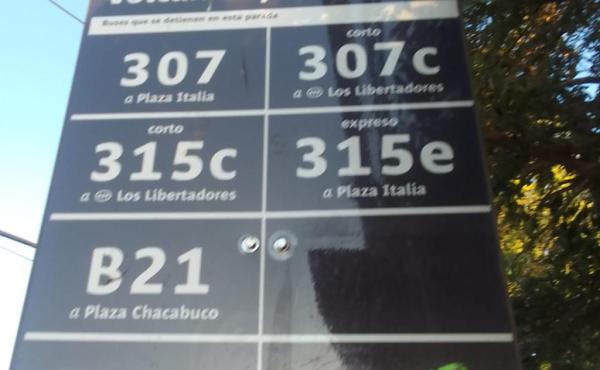 Buses que se detienen en esta parada
307
a Plaza Italia
corto
307c
a Los Libertadores
corto
315c
a Los Libertadores
expreso
315e
a Plaza Italia
B21
a Plaza Chacabuco